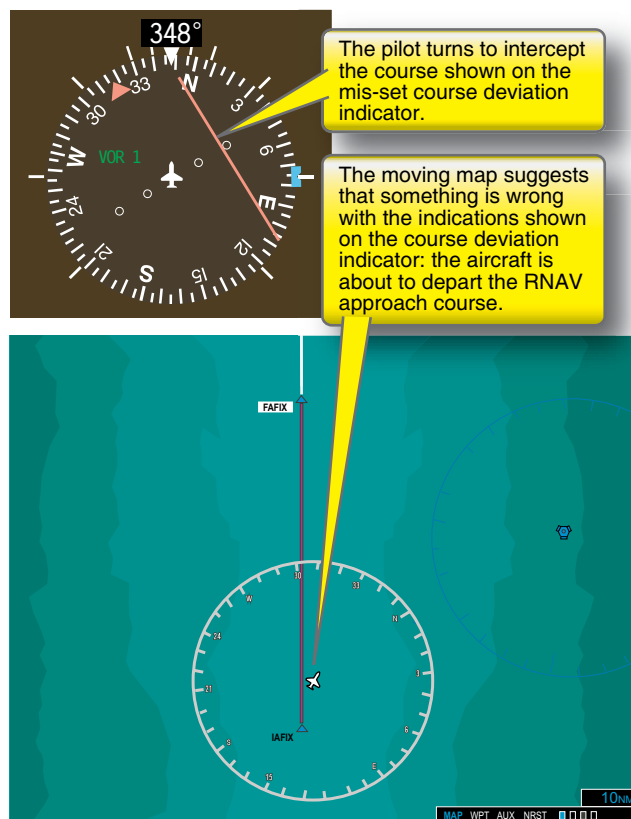 348°
The pilot turns to intercept
the course shown on the
mis-set course deviation
indicator.
N
3
6
E
12
15
S
21
24
W
30
33
VOR 1
The moving map suggests
that something is wrong
with the indications shown
on the course deviation
indicator: the aircraft is
about to depart the RNAV
approach course.
FAFIX
30
33
N
3
6
E
15
S
21
24
W
IAFIX
10NM
MAP WPT AUX NRST